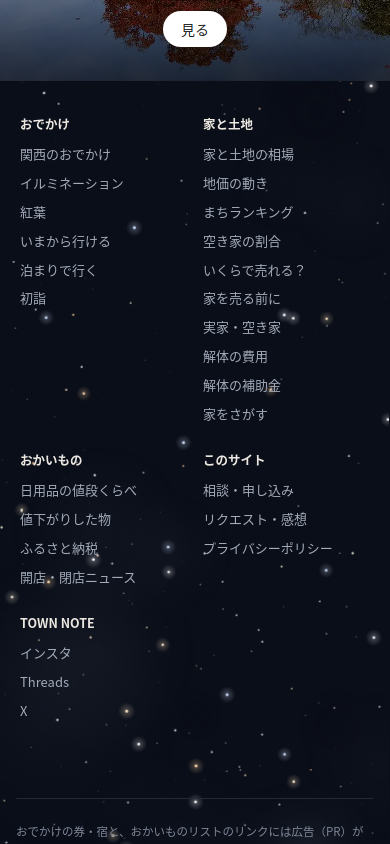 見る
おでかけ
関西のおでかけ
イルミネーション
紅葉
いまから行ける
泊まりで行く
初詣
家と土地
家と土地の相場
地価の動き
まちランキング
空き家の割合
いくらで売れる？
家を売る前に
実家・空き家
解体の費用
解体の補助金
家をさがす
おかいもの
日用品の値段くらべ
値下がりした物
ふるさと納税
開店・閉店ニュース
このサイト
相談・申し込み
リクエスト・感想
プライバシーポリシー
TOWN NOTE
インスタ
Threads
X
おでかけの券・宿と、おかいものリストのリンクには広告（PR）が